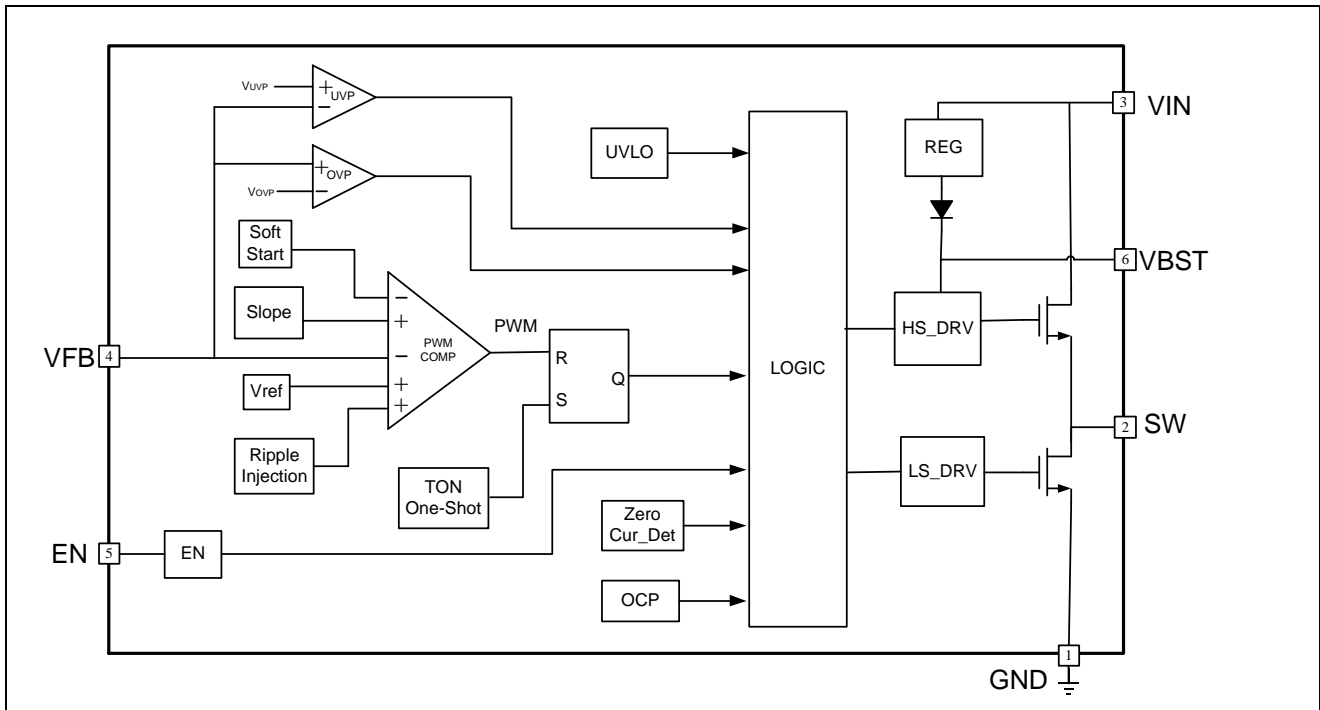 VUVP
+
UVP
−
+
OVP
VOVP
−
Soft
Start
Slope
−
+
−
PWM
COMP
Vref
+
+
Ripple
Injection
PWM
R
S
Q
TON
One-Shot
VFB
4
EN
5
EN
UVLO
Zero
Cur_Det
OCP
LOGIC
REG
HS_DRV
LS_DRV
3
VIN
6
VBST
2
SW
1
GND